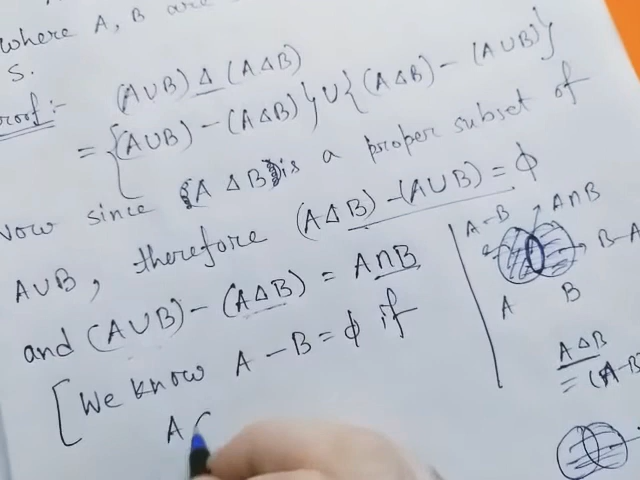 where A, B are
S.
Proof:- (A∪B) Δ (AΔB)
= {(A∪B) - (AΔB)} ∪ {(AΔB) - (A∪B)}
Now since (AΔB) is a proper subset of
A∪B, therefore (AΔB) - (A∪B) = ϕ
and (A∪B) - (AΔB) = A∩B
[We know A - B = ϕ if
A
A-B A∩B
B-A
A B
AΔB
= (A-B